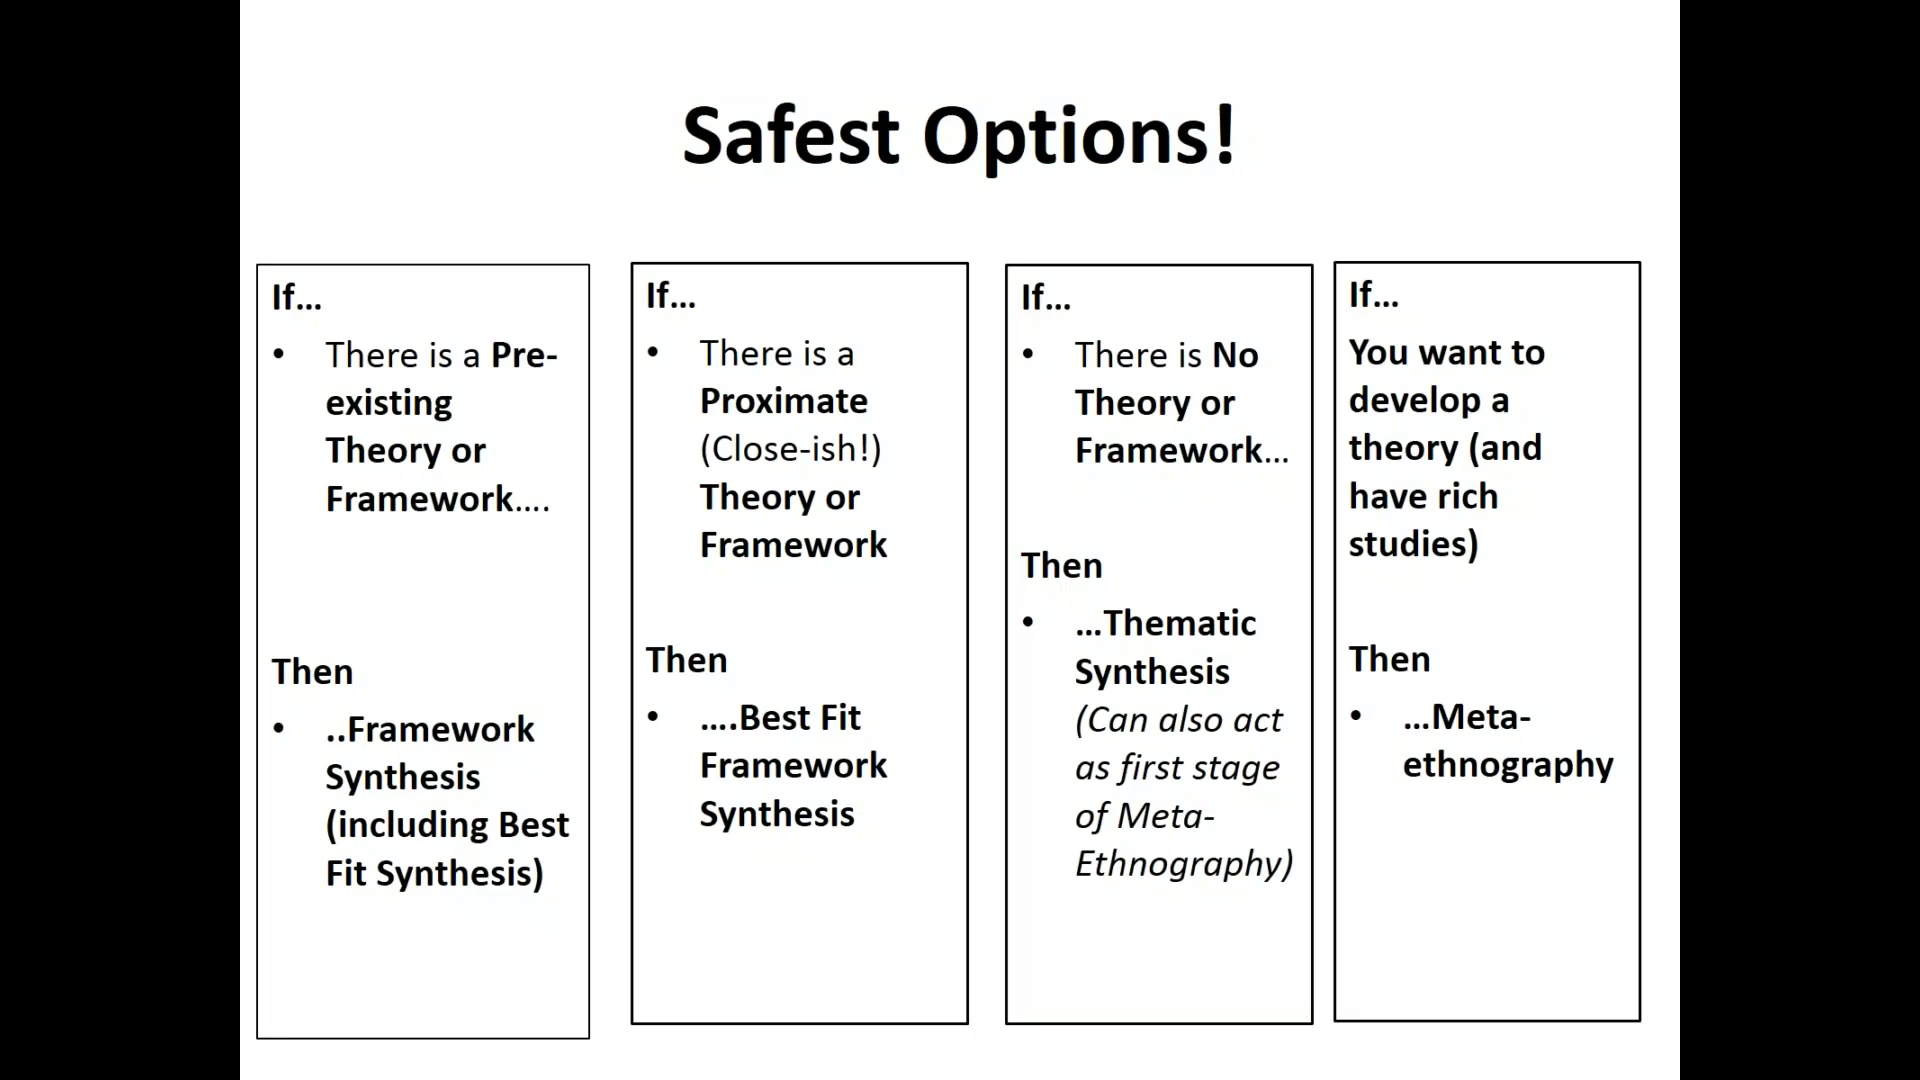 Safest Options!
If...
• There is a Pre-
existing
Theory or
Framework....
Then
• ..Framework
Synthesis
(including Best
Fit Synthesis)
If...
• There is a
Proximate
(Close-ish!)
Theory or
Framework
Then
• ....Best Fit
Framework
Synthesis
If...
• There is No
Theory or
Framework...
Then
• ...Thematic
Synthesis
(Can also act
as first stage
of Meta-
Ethnography)
If...
You want to
develop a
theory (and
have rich
studies)
Then
• ...Meta-
ethnography